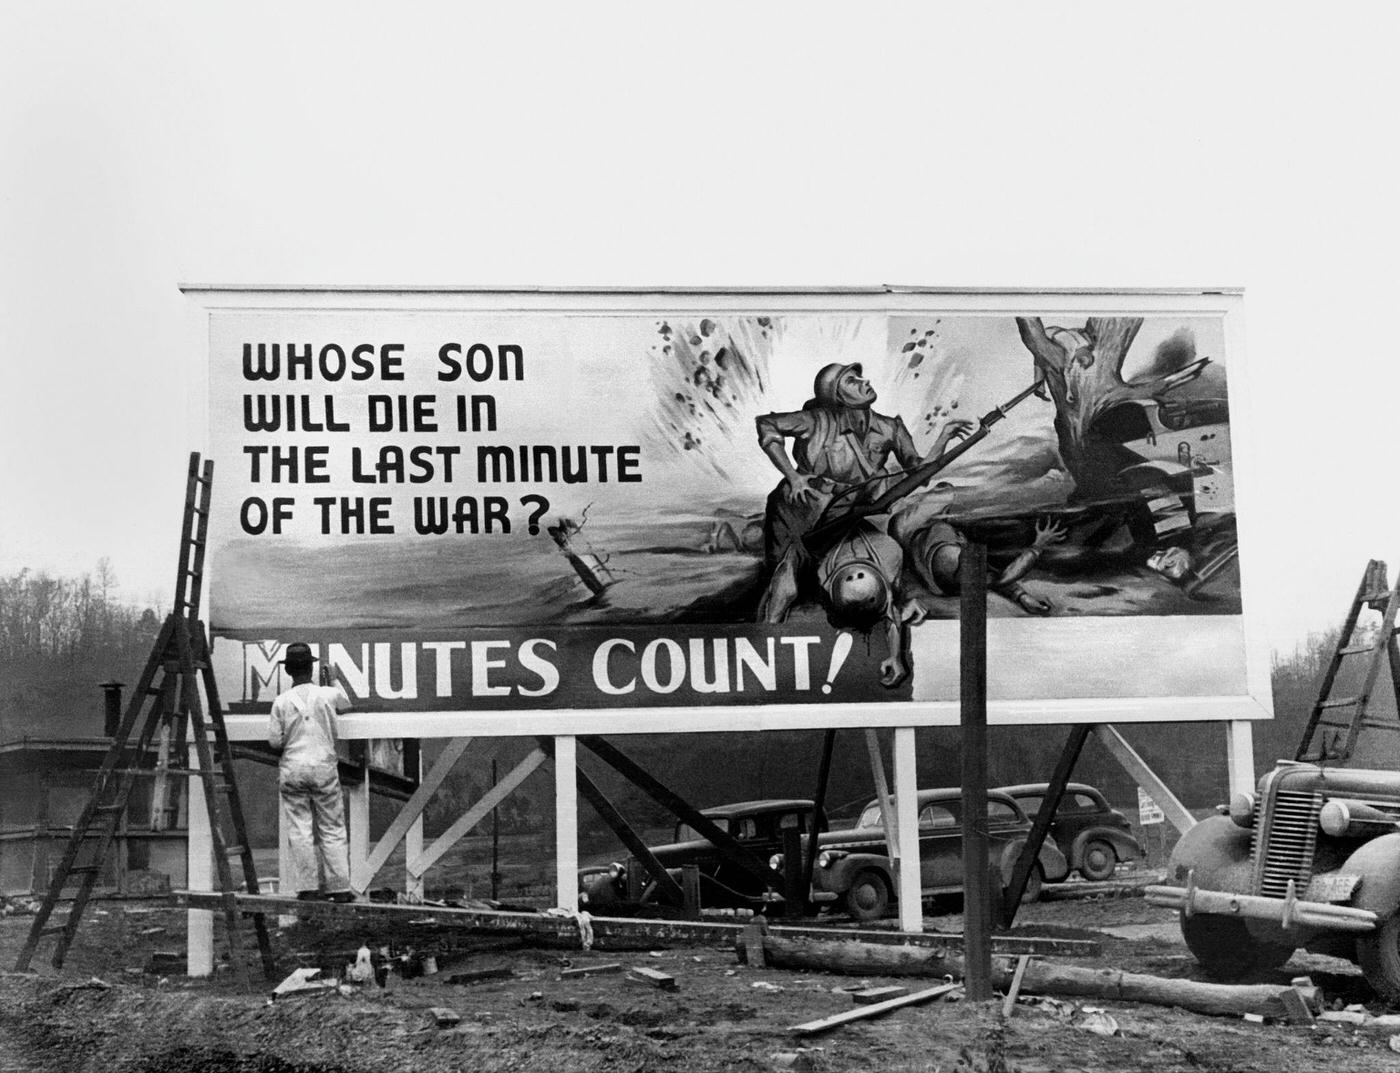 WHOSE SON
WILL DIE IN
THE LAST MINUTE
OF THE WAR?
MINUTES COUNT!